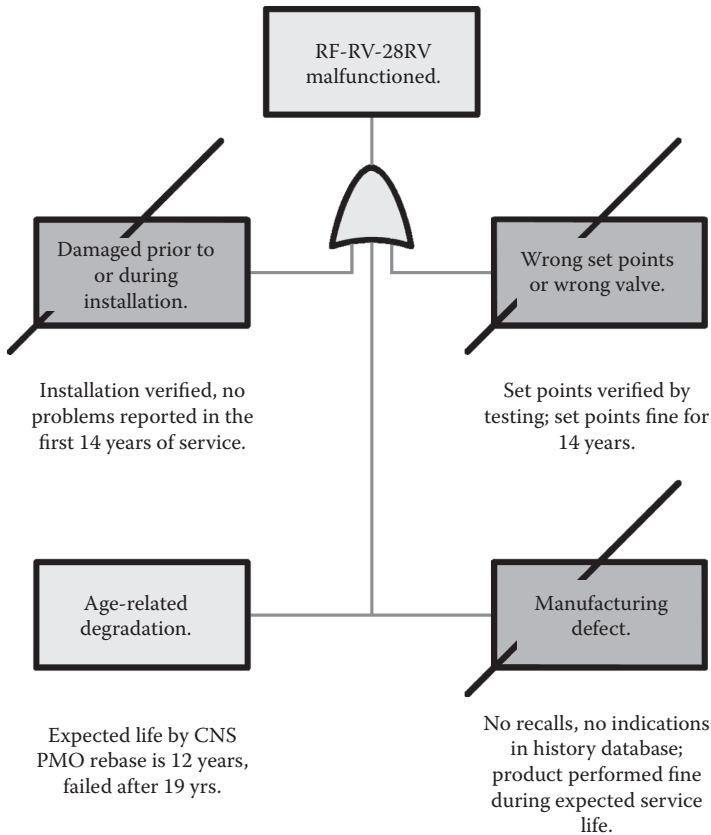 RF-RV-28RV
malfunctioned.
Damaged prior to
or during
installation.
Wrong set points
or wrong valve.
Installation verified, no
problems reported in the
first 14 years of service.
Set points verified by
testing; set points fine for
14 years.
Age-related
degradation.
Manufacturing
defect.
Expected life by CNS
PMO rebase is 12 years,
failed after 19 yrs.
No recalls, no indications
in history database;
product performed fine
during expected service
life.